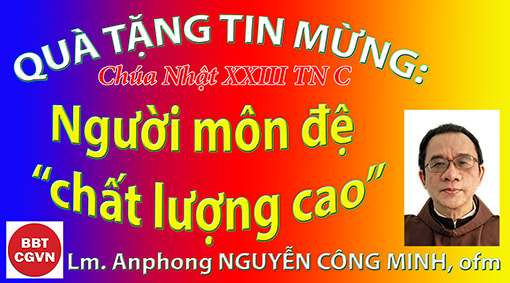 QUÀ TẶNG TIN MỪNG:
Chúa Nhật XXIII TN C
Người môn đệ
“chất lượng cao”
BBT
CGVN
Lm. Anphong NGUYỄN CÔNG MINH, ofm